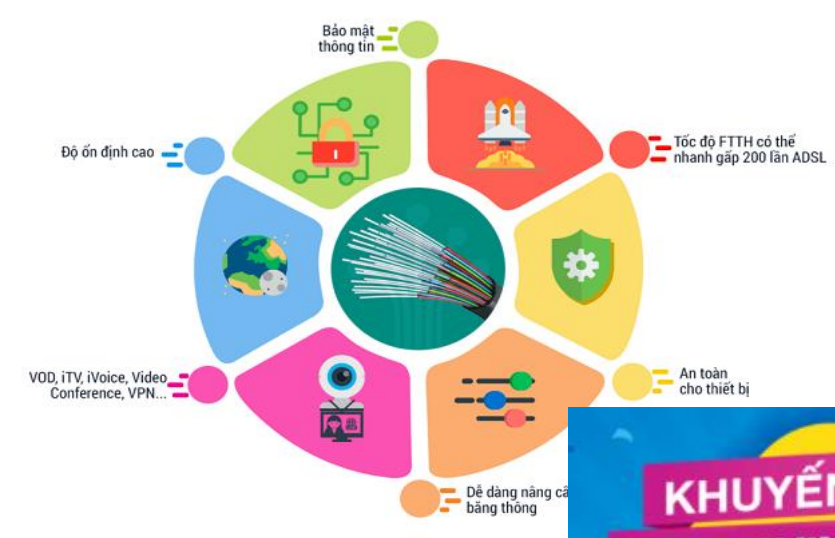 Bảo mật
thông tin
Độ ổn định cao
Tốc độ FTTH có thể
nhanh gấp 200 lần ADSL
VOD, iTV, iVoice, Video
Conference, VPN...
An toàn
cho thiết bị
Dễ dàng nâng
băng thông
KHUYẾN